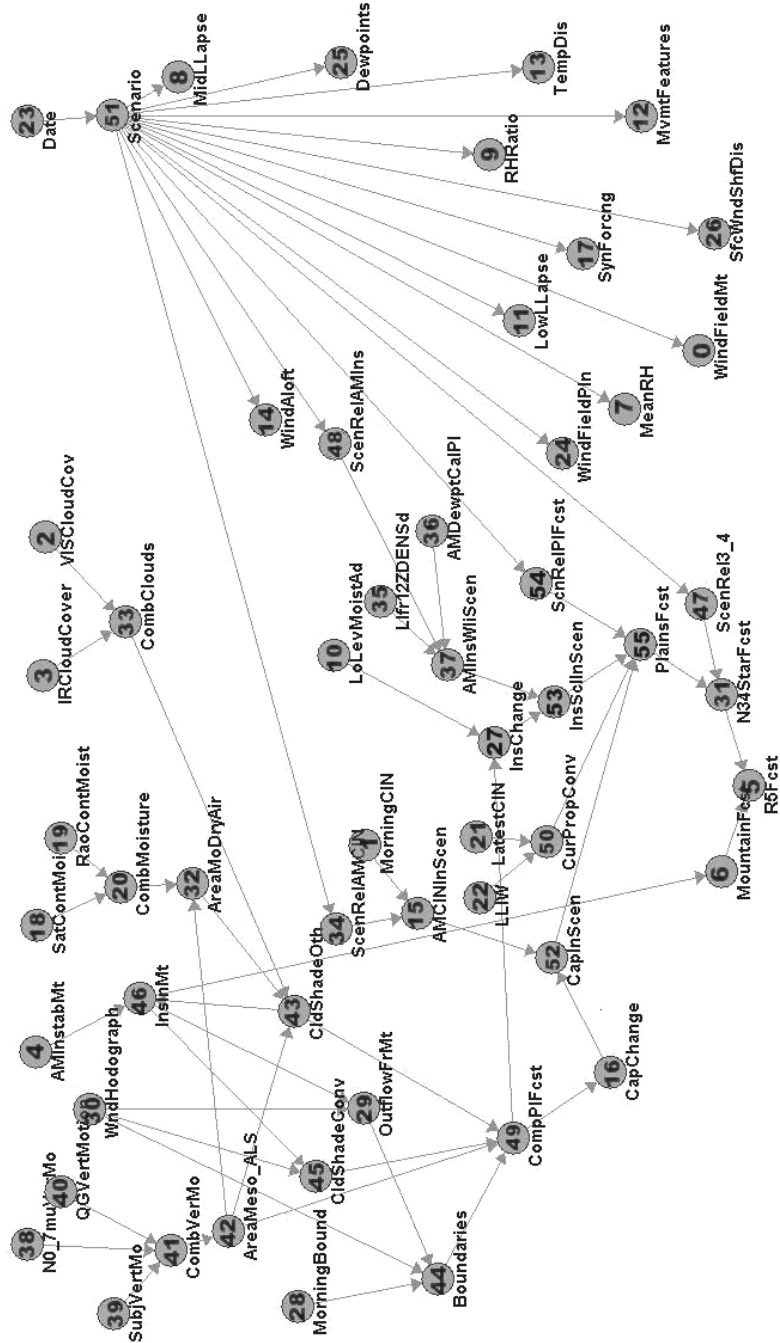 38
N0_7muVerMo
40
QGVertMotion
4
AMInstabMt
18
SatContMoi
19
RaoContMoist
3
IRCloudCover
2
VISCloudCov
23
Date
39
SubjVertMo
30
WndHodograph
41
CombVerMo
46
InsInMt
20
CombMoisture
33
CombClouds
51
Scenario
42
AreaMeso_ALS
32
AreaMoDryAir
8
MidLLapse
28
MorningBound
45
CldShadeConv
43
CldShadeOth
14
WindAloft
29
OutflowFrMt
34
ScenRelAMCIN
1
MorningCIN
10
LoLevMoistAd
35
LIfr12ZDENSd
48
ScenRelAMIns
25
Dewpoints
44
Boundaries
15
AMCINInScen
37
AMInsWliScen
36
AMDewptCalPl
49
CompPlFcst
22
LLIW
21
LatestCIN
27
InsChange
9
RHRatio
52
CapInScen
50
CurPropConv
53
InsSclInScen
54
ScnRelPlFcst
11
LowLLapse
13
TempDis
16
CapChange
55
PlainsFcst
24
WindFieldPln
7
MeanRH
17
SynForcng
12
MvmtFeatures
6
MountainFcst
31
N34StarFcst
47
ScenRel3_4
0
WindFieldMt
26
SfcWndShfDis
5
R5Fcst